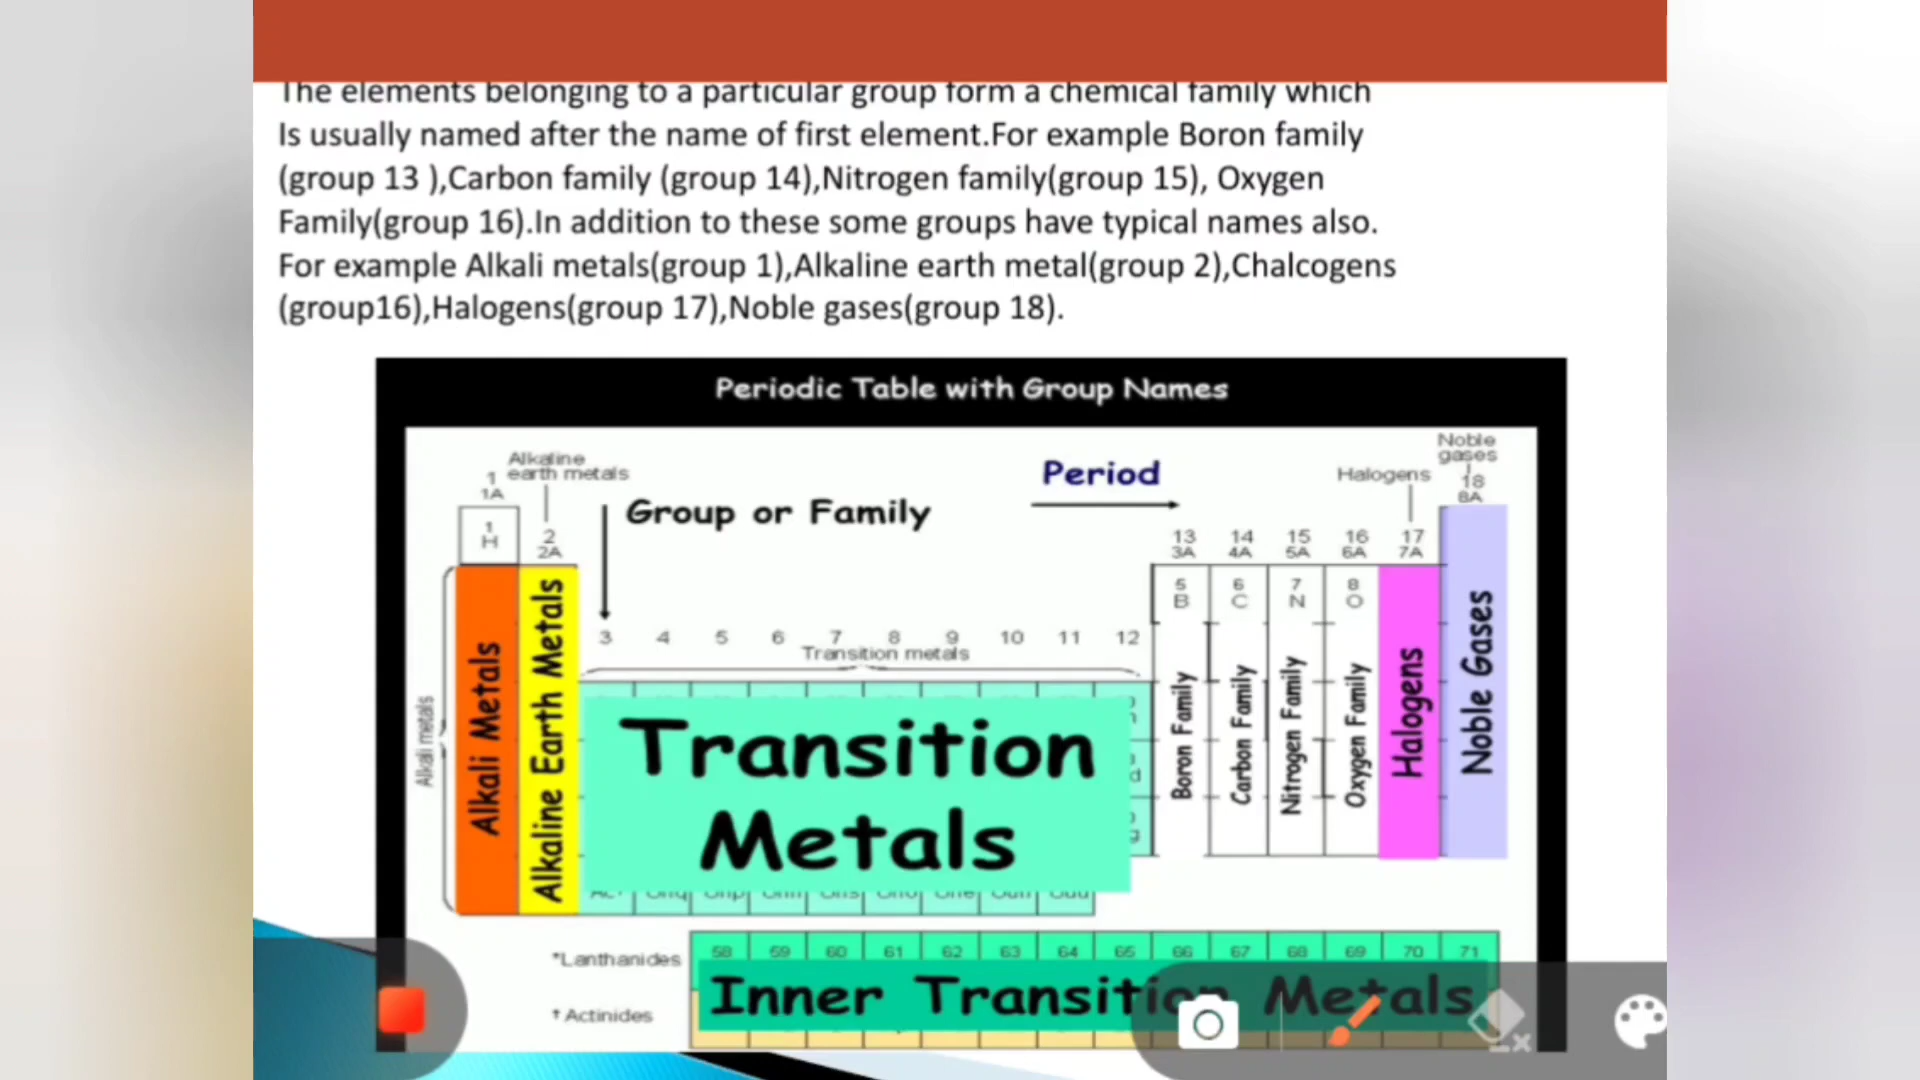 The elements belonging to a particular group form a chemical family which
Is usually named after the name of first element.For example Boron family
(group 13 ),Carbon family (group 14),Nitrogen family(group 15), Oxygen
Family(group 16).In addition to these some groups have typical names also.
For example Alkali metals(group 1),Alkaline earth metal(group 2),Chalcogens
(group16),Halogens(group 17),Noble gases(group 18).
Periodic Table with Group Names
Noble
gases
Alkaline
earth metals
Period
Halogens
1
1A
18
8A
Group or Family
1
H
2
2A
13 14 15 16 17
3A 4A 5A 6A 7A
5 6 7 8
B C N O
3 4 5 6 7 8 9 10 11 12
Transition metals
Alkali metals
Alkali Metals
Alkaline Earth Metals
Transition
Metals
Boron Family
Carbon Family
Nitrogen Family
Oxygen Family
Halogens
Noble Gases
*Lanthanides
58 59 60 61 62 63 64 65 66 67 68 69 70 71
Inner Transition Metals
† Actinides